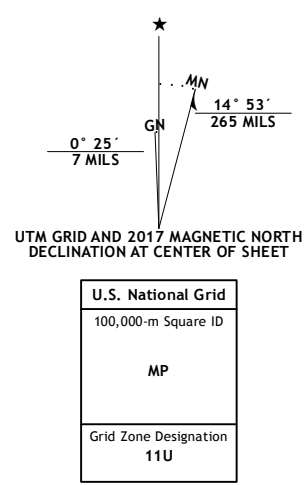 ★
MN
GN
14° 53´
265 MILS
0° 25´
7 MILS
UTM GRID AND 2017 MAGNETIC NORTH
DECLINATION AT CENTER OF SHEET
U.S. National Grid
100,000-m Square ID
MP
Grid Zone Designation
11U